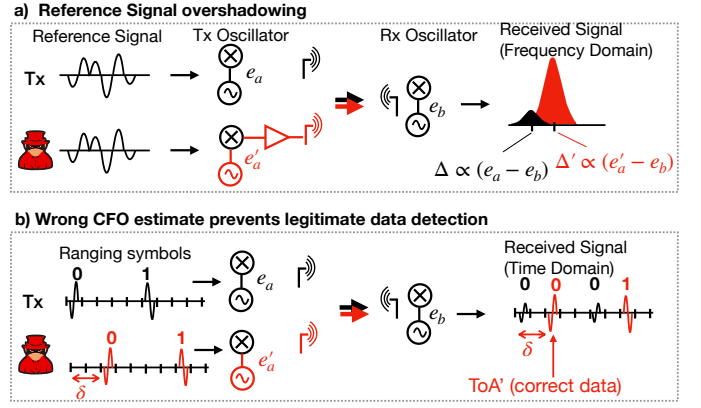 a) Reference Signal overshadowing
Reference Signal
Tx Oscillator
Rx Oscillator
Received Signal
(Frequency Domain)
Tx
e_a
e_b
e'_a
Δ ∝ (e_a − e_b)
Δ′ ∝ (e'_a − e_b)
b) Wrong CFO estimate prevents legitimate data detection
Ranging symbols
Received Signal
(Time Domain)
0 1
0 0 0 1
Tx
e_a
e_b
0 1
e'_a
δ
δ
ToA' (correct data)